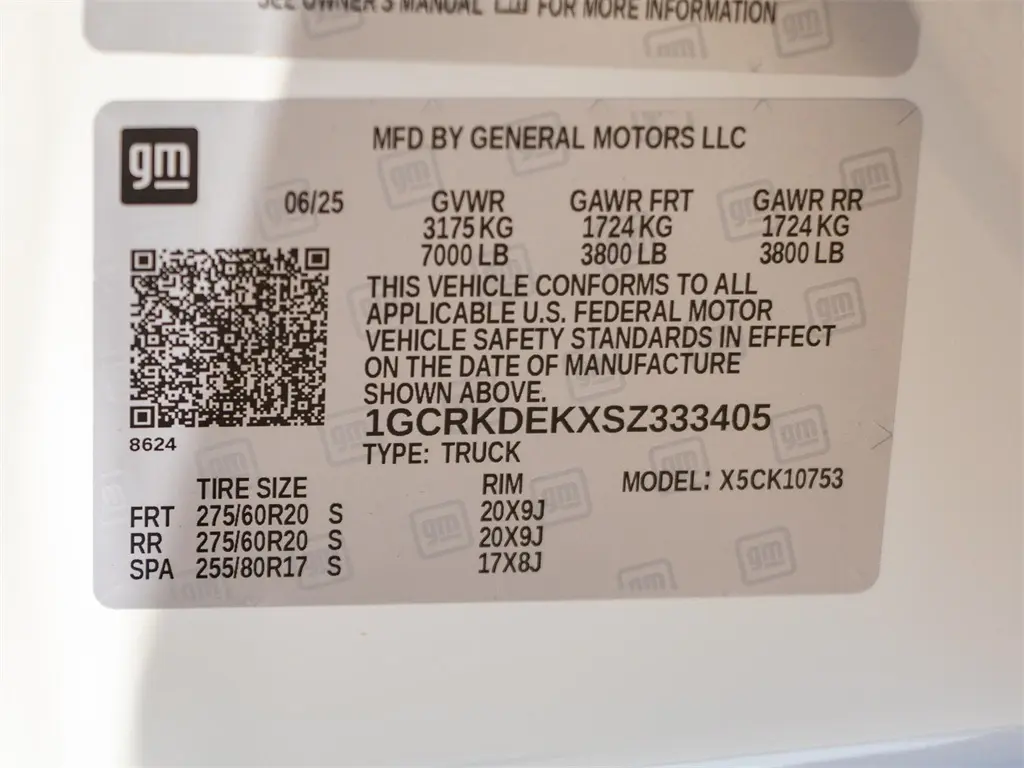 SEE OWNER'S MANUAL FOR MORE INFORMATION
gm
MFD BY GENERAL MOTORS LLC
06/25 GVWR GAWR FRT GAWR RR
3175 KG 1724 KG 1724 KG
7000 LB 3800 LB 3800 LB
THIS VEHICLE CONFORMS TO ALL
APPLICABLE U.S. FEDERAL MOTOR
VEHICLE SAFETY STANDARDS IN EFFECT
ON THE DATE OF MANUFACTURE
SHOWN ABOVE.
1GCRKDEKXSZ333405
8624
TYPE: TRUCK
TIRE SIZE RIM MODEL: X5CK10753
FRT 275/60R20 S 20X9J
RR 275/60R20 S 20X9J
SPA 255/80R17 S 17X8J